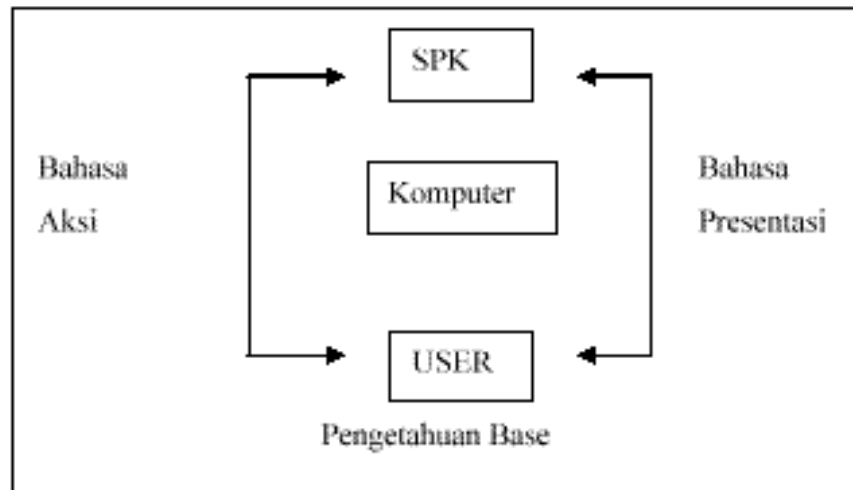 SPK
Bahasa
Aksi
Komputer
Bahasa
Presentasi
USER
Pengetahuan Base